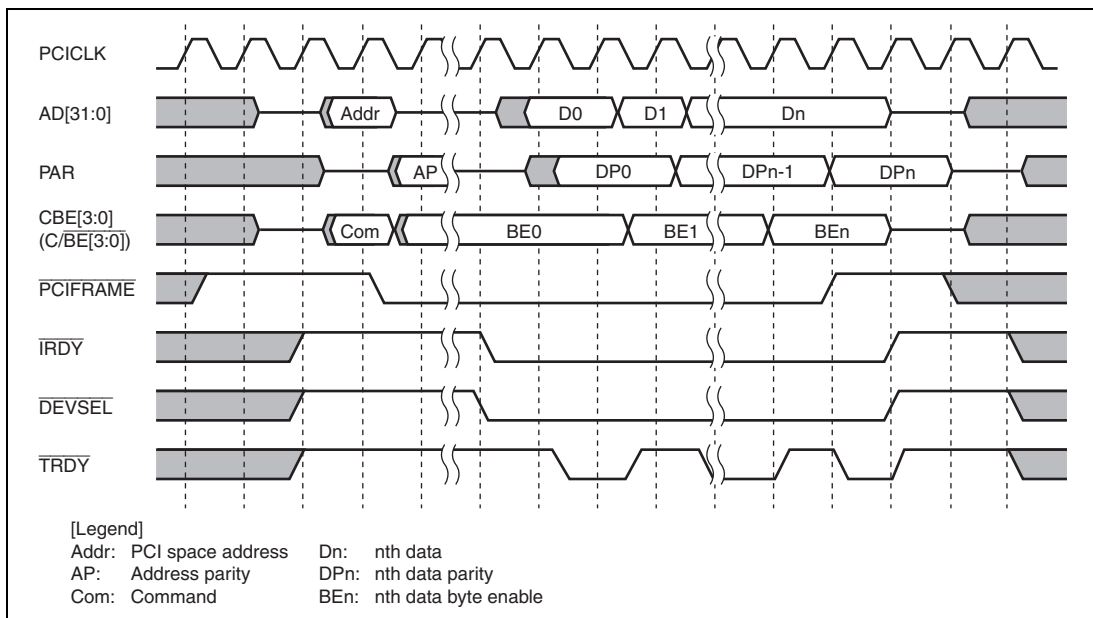 PCICLK
AD[31:0] Addr D0 D1 Dn
PAR AP DP0 DPn-1 DPn
CBE[3:0]
(C/BE[3:0]) Com BE0 BE1 BEn
PCIFRAME
IRDY
DEVSEL
TRDY
[Legend]
Addr: PCI space address Dn: nth data
AP: Address parity DPn: nth data parity
Com: Command BEn: nth data byte enable